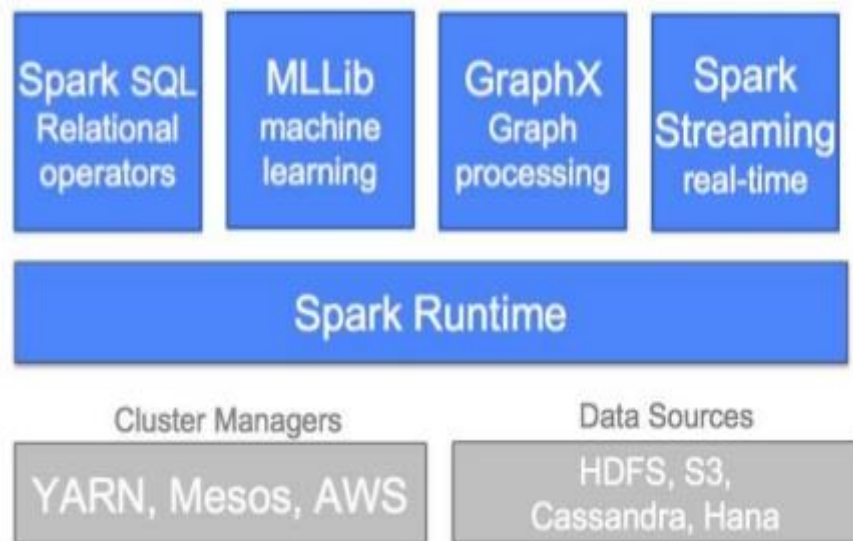 Spark SQL
Relational
operators
MLLib
machine
learning
GraphX
Graph
processing
Spark
Streaming
real-time
Spark Runtime
Cluster Managers
YARN, Mesos, AWS
Data Sources
HDFS, S3,
Cassandra, Hana